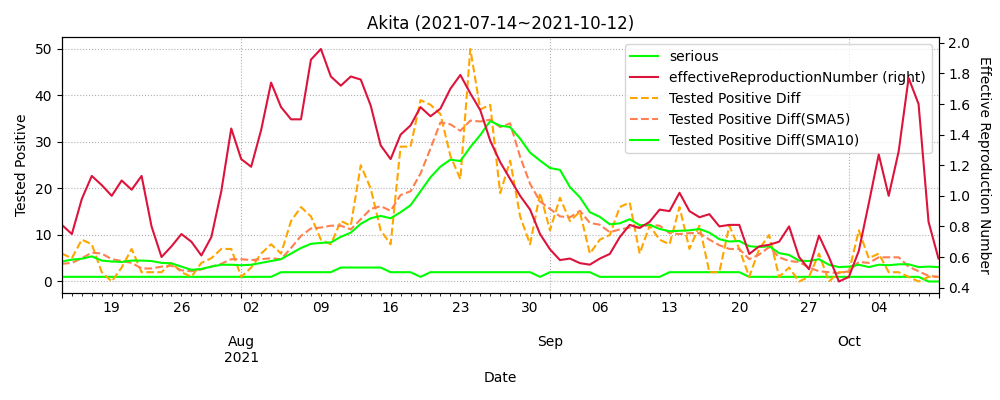 Akita (2021-07-14~2021-10-12)
serious
effectiveReproductionNumber (right)
Tested Positive Diff
Tested Positive Diff(SMA5)
Tested Positive Diff(SMA10)
Tested Positive
50
40
30
20
10
0
2.0
1.8
1.6
1.4
1.2
1.0
0.8
0.6
0.4
Effective Reproduction Number
19 26 02 09 16 23 30 06 13 20 27 04
Aug Sep Oct
2021
Date